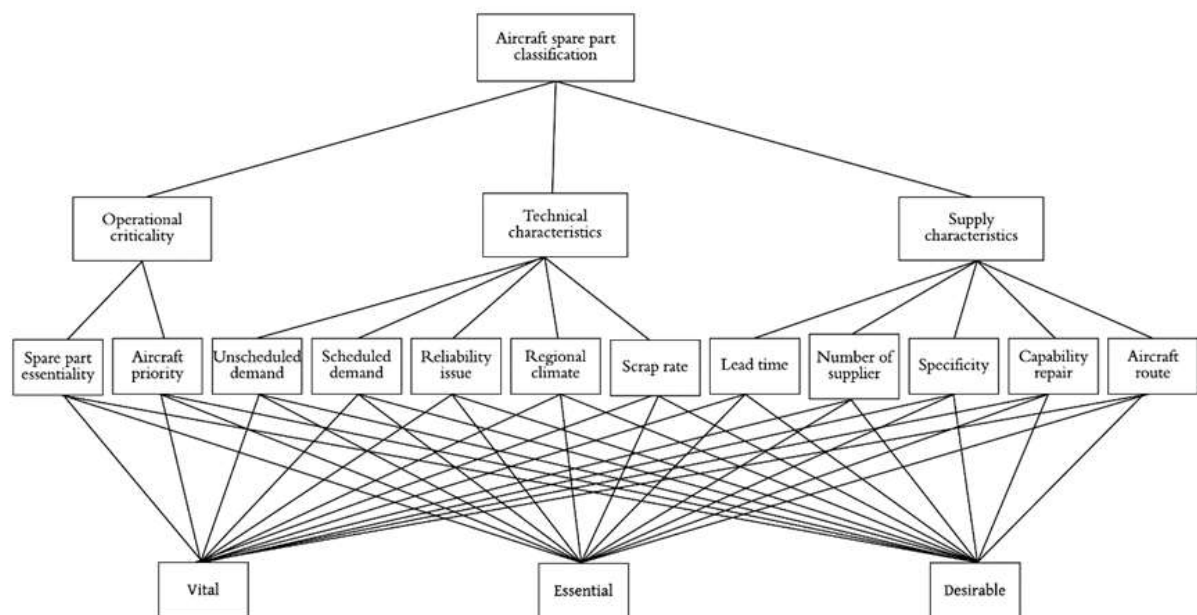 Aircraft spare part
classification
Operational
criticality
Technical
characteristics
Supply
characteristics
Spare part
essentiality
Aircraft
priority
Unscheduled
demand
Scheduled
demand
Reliability
issue
Regional
climate
Scrap rate
Lead time
Number of
supplier
Specificity
Capability
repair
Aircraft
route
Vital
Essential
Desirable